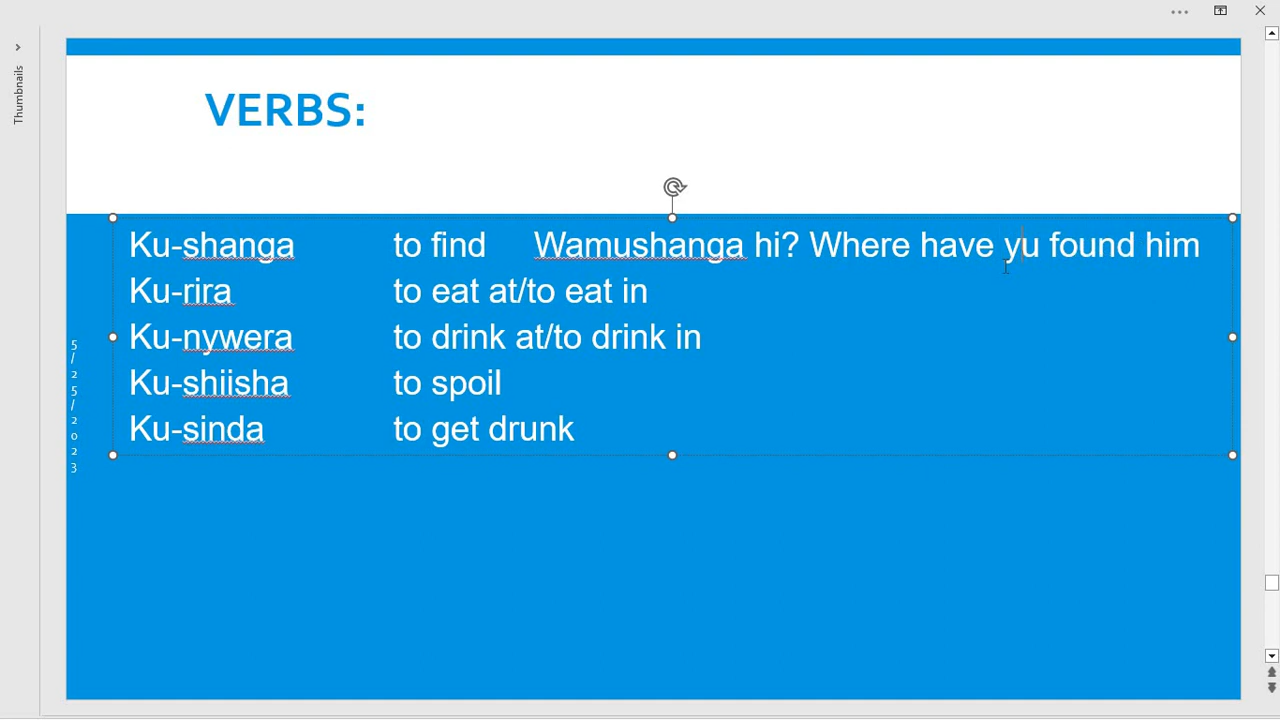 Thumbnails
VERBS:
Ku-shanga to find Wamushanga hi? Where have yu found him
Ku-rira to eat at/to eat in
Ku-nywera to drink at/to drink in
Ku-shiisha to spoil
Ku-sinda to get drunk
5/25/2023